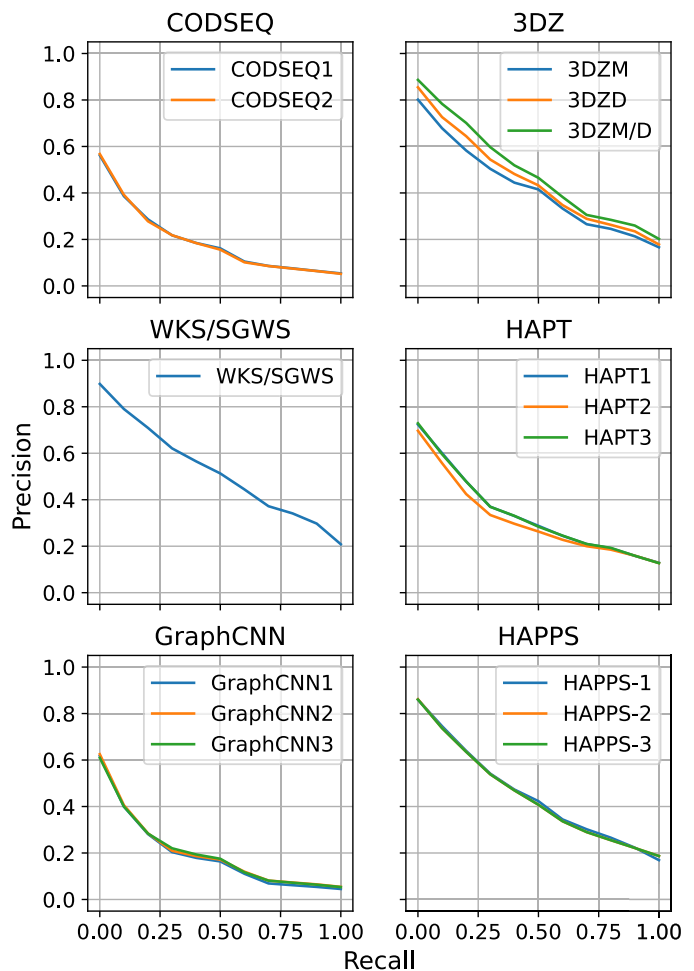 CODSEQ
1.0
0.8
0.6
0.4
0.2
0.0
CODSEQ1
CODSEQ2
3DZ
3DZM
3DZD
3DZM/D
WKS/SGWS
1.0
0.8
0.6
0.4
0.2
0.0
WKS/SGWS
HAPT
HAPT1
HAPT2
HAPT3
Precision
GraphCNN
1.0
0.8
0.6
0.4
0.2
0.0
GraphCNN1
GraphCNN2
GraphCNN3
0.00 0.25 0.50 0.75 1.00
HAPPS
HAPPS-1
HAPPS-2
HAPPS-3
0.00 0.25 0.50 0.75 1.00
Recall